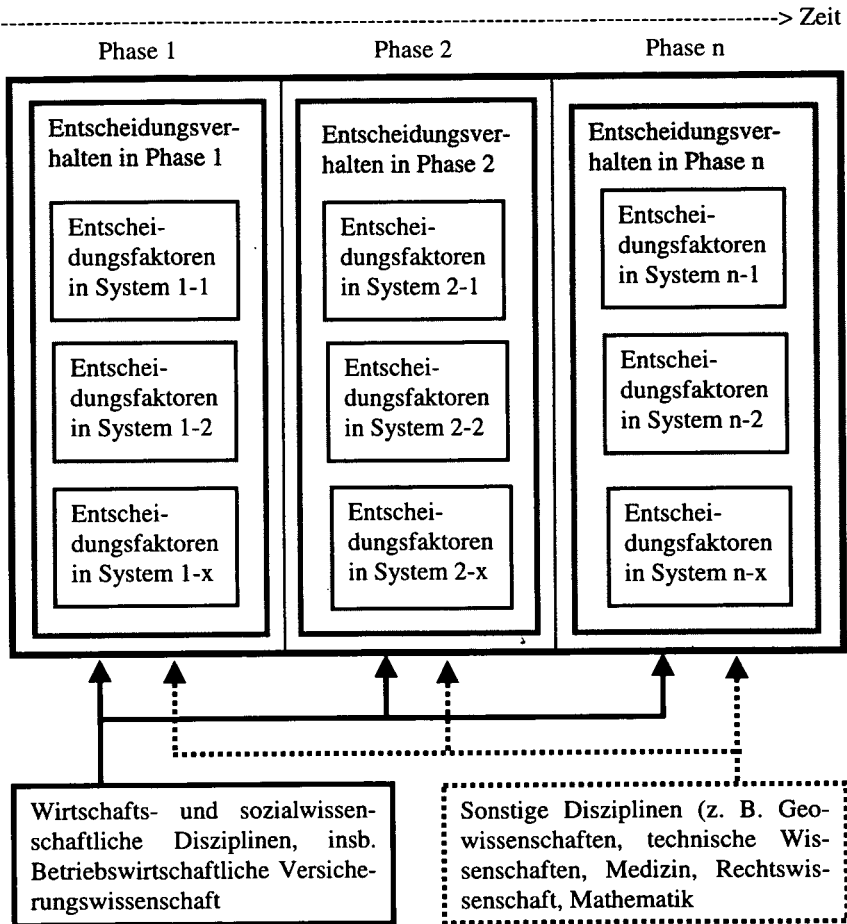 Zeit
Phase 1
Phase 2
Phase n
Entscheidungsver-
halten in Phase 1
Entschei-
dungsfaktoren
in System 1-1
Entschei-
dungsfaktoren
in System 1-2
Entschei-
dungsfaktoren
in System 1-x
Entscheidungsver-
halten in Phase 2
Entschei-
dungsfaktoren
in System 2-1
Entschei-
dungsfaktoren
in System 2-2
Entschei-
dungsfaktoren
in System 2-x
Entscheidungsver-
halten in Phase n
Entschei-
dungsfaktoren
in System n-1
Entschei-
dungsfaktoren
in System n-2
Entschei-
dungsfaktoren
in System n-x
Wirtschafts- und sozialwissen-
schaftliche Disziplinen, insb.
Betriebswirtschaftliche Versiche-
rungswissenschaft
Sonstige Disziplinen (z. B. Geo-
wissenschaften, technische Wis-
senschaften, Medizin, Rechtswis-
senschaft, Mathematik